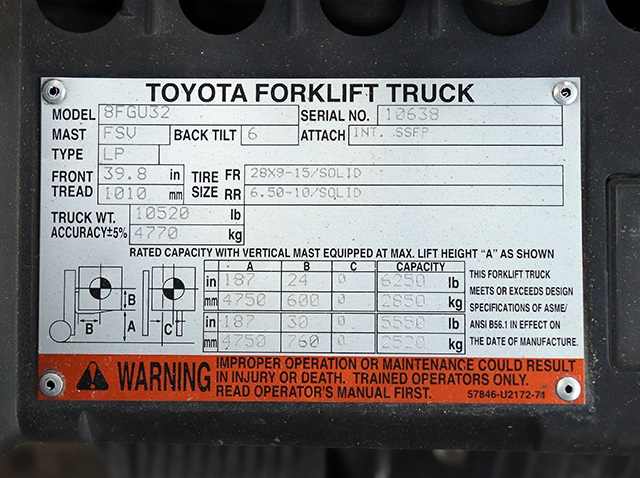 TOYOTA FORKLIFT TRUCK
MODEL 8FGU32 SERIAL NO. 10638
MAST FSV BACK TILT 6 ATTACH INT. SSFP
TYPE LP
FRONT TREAD 39.8 in 1010 mm
TIRE SIZE FR 28X9-15/SOLID
RR 6.50-10/SOLID
TRUCK WT. 10520 lb
ACCURACY±5% 4770 kg
RATED CAPACITY WITH VERTICAL MAST EQUIPPED AT MAX. LIFT HEIGHT "A" AS SHOWN
A B C CAPACITY
in 187 24 0 6250 lb
mm 4750 600 0 2850 kg
in 187 30 0 5550 lb
mm 4750 760 0 2520 kg
B
B A C
THIS FORKLIFT TRUCK
MEETS OR EXCEEDS DESIGN
SPECIFICATIONS OF ASME/
ANSI B56.1 IN EFFECT ON
THE DATE OF MANUFACTURE.
WARNING
IMPROPER OPERATION OR MAINTENANCE COULD RESULT
IN INJURY OR DEATH. TRAINED OPERATORS ONLY.
READ OPERATOR'S MANUAL FIRST.
57846-U2172-71